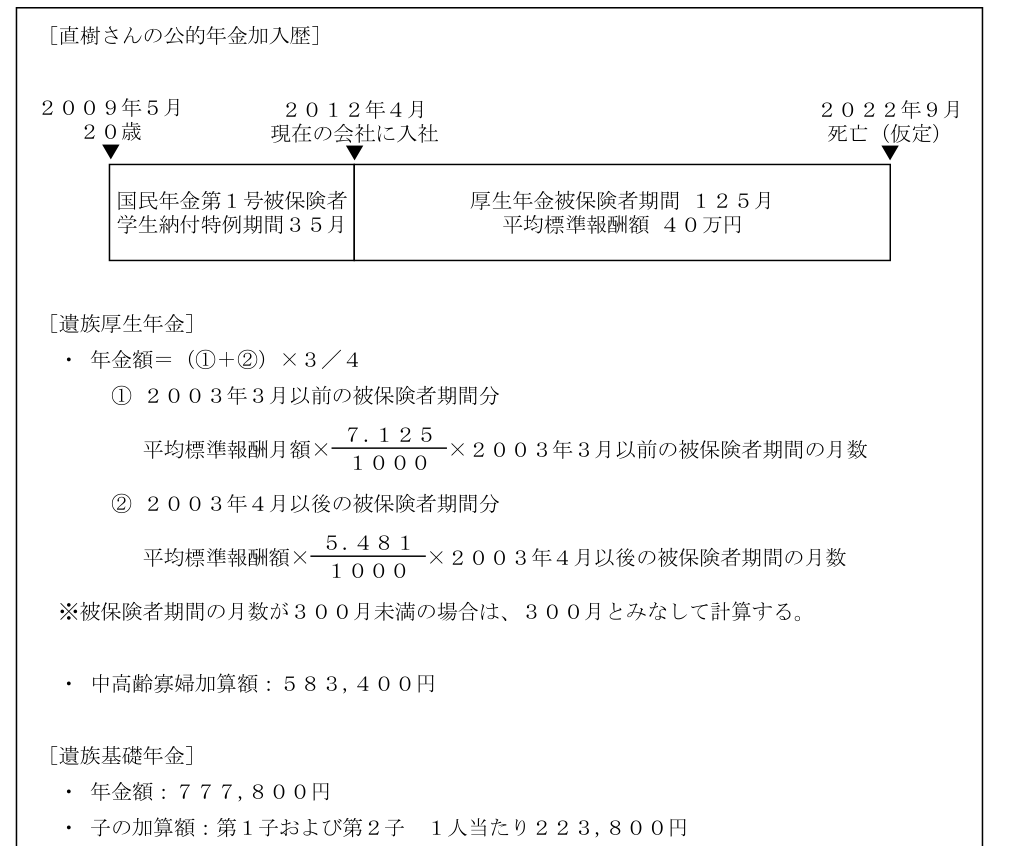 ［直樹さんの公的年金加入歴］
２００９年５月
２０歳
２０１２年４月
現在の会社に入社
２０２２年９月
死亡（仮定）
国民年金第１号被保険者
学生納付特例期間３５月
厚生年金被保険者期間　１２５月
平均標準報酬額　４０万円
［遺族厚生年金］
・　年金額＝（①＋②）×３／４
①　２００３年３月以前の被保険者期間分
平均標準報酬月額×７.１２５/１０００×２００３年３月以前の被保険者期間の月数
②　２００３年４月以後の被保険者期間分
平均標準報酬額×５.４８１/１０００×２００３年４月以後の被保険者期間の月数
※被保険者期間の月数が３００月未満の場合は、３００月とみなして計算する。
・　中高齢寡婦加算額：５８３,４００円
［遺族基礎年金］
・　年金額：７７７,８００円
・　子の加算額：第１子および第２子　１人当たり２２３,８００円